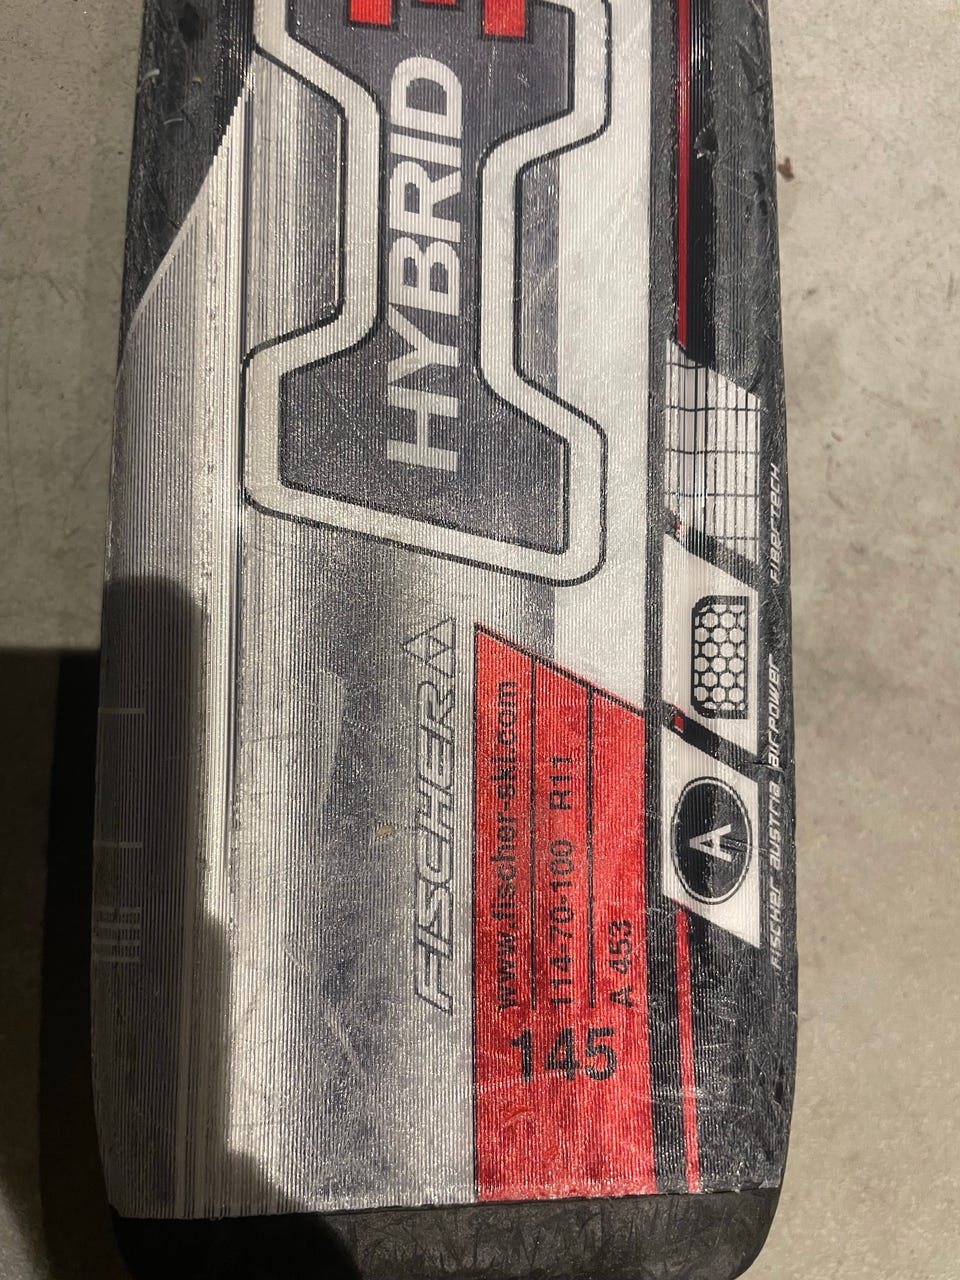 HYBRID
FISCHER
www.fischer-ski.com
114-70-100 R11
A 453
145
A
Fischer austria airpower Fibertech